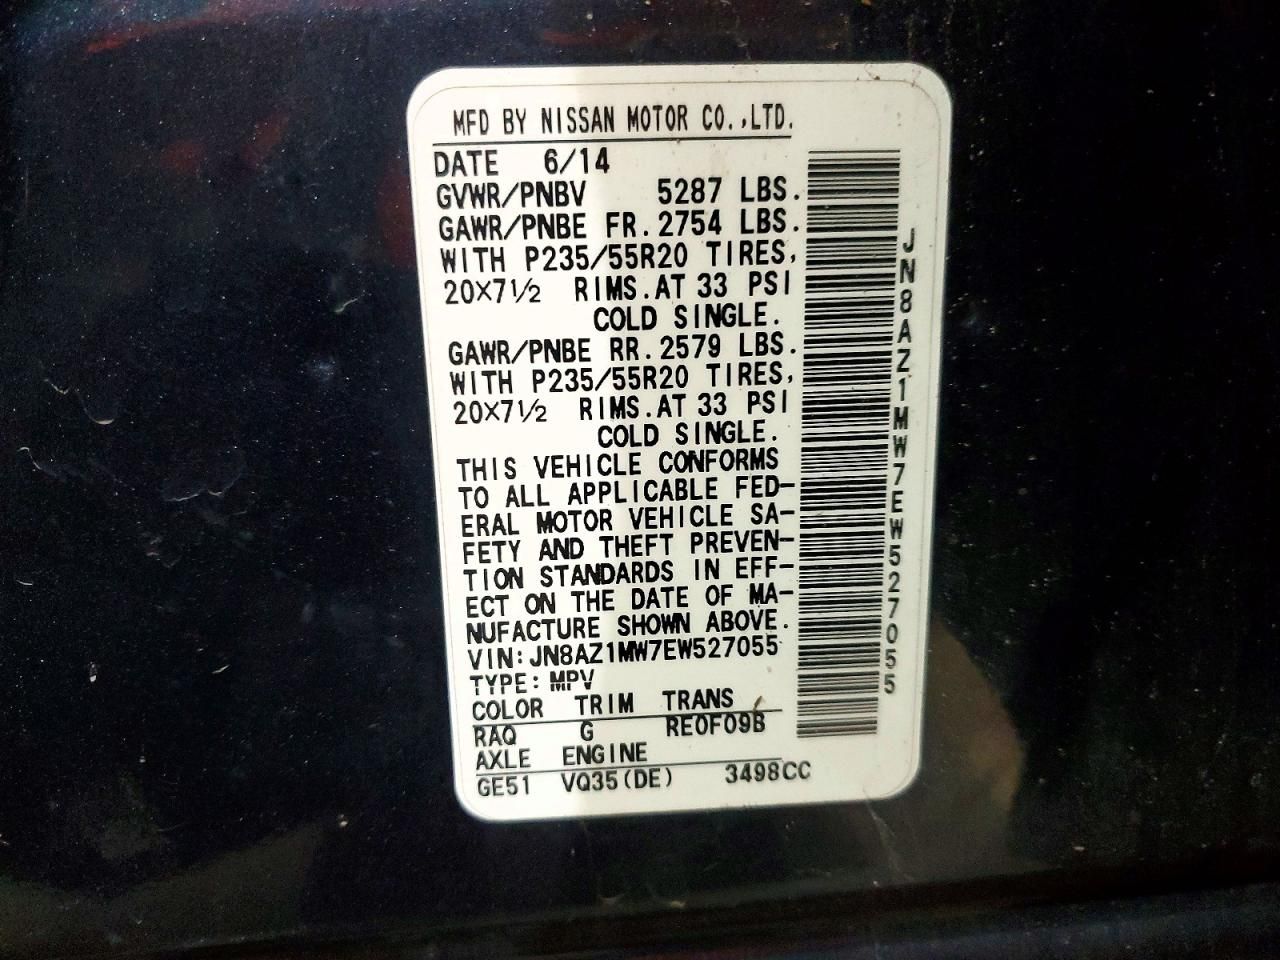 MFD BY NISSAN MOTOR CO.,LTD.
DATE 6/14
GVWR/PNBV 5287 LBS.
GAWR/PNBE FR. 2754 LBS.
WITH P235/55R20 TIRES,
20X7½ RIMS. AT 33 PSI
COLD SINGLE.
GAWR/PNBE RR. 2579 LBS.
WITH P235/55R20 TIRES,
20X7½ RIMS. AT 33 PSI
COLD SINGLE.
THIS VEHICLE CONFORMS
TO ALL APPLICABLE FED-
ERAL MOTOR VEHICLE SA-
FETY AND THEFT PREVEN-
TION STANDARDS IN EFF-
ECT ON THE DATE OF MA-
NUFACTURE SHOWN ABOVE.
VIN: JN8AZ1MW7EW527055
TYPE: MPV
COLOR TRIM TRANS
RAQ G RE0F09B
AXLE ENGINE
GE51 VQ35(DE) 3498CC
JN8AZ1MW7EW527055